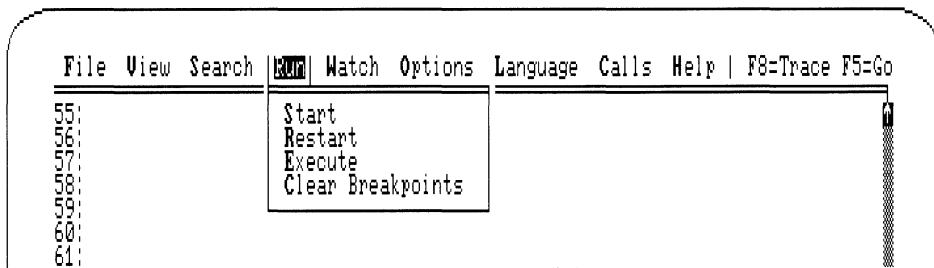 File View Search Run Watch Options Language Calls Help | F8=Trace F5=Go
55 Start
56 Restart
57 Execute
58 Clear Breakpoints
59
60
61